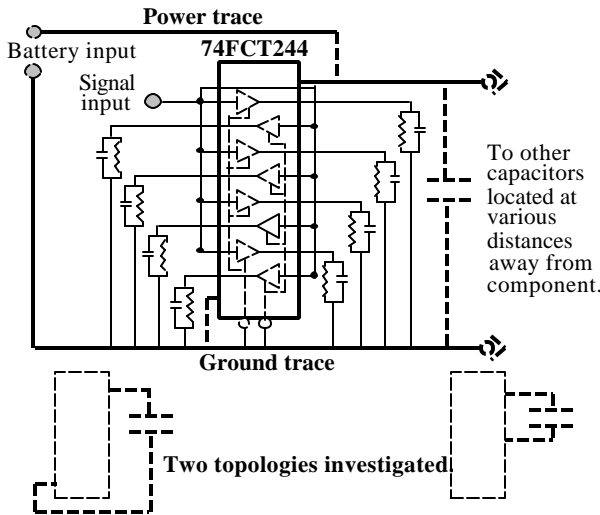 Power trace
74FCT244
Battery input
Signal
input
To other
capacitors
located at
various
distances
away from
component.
Ground trace
Two topologies investigated.